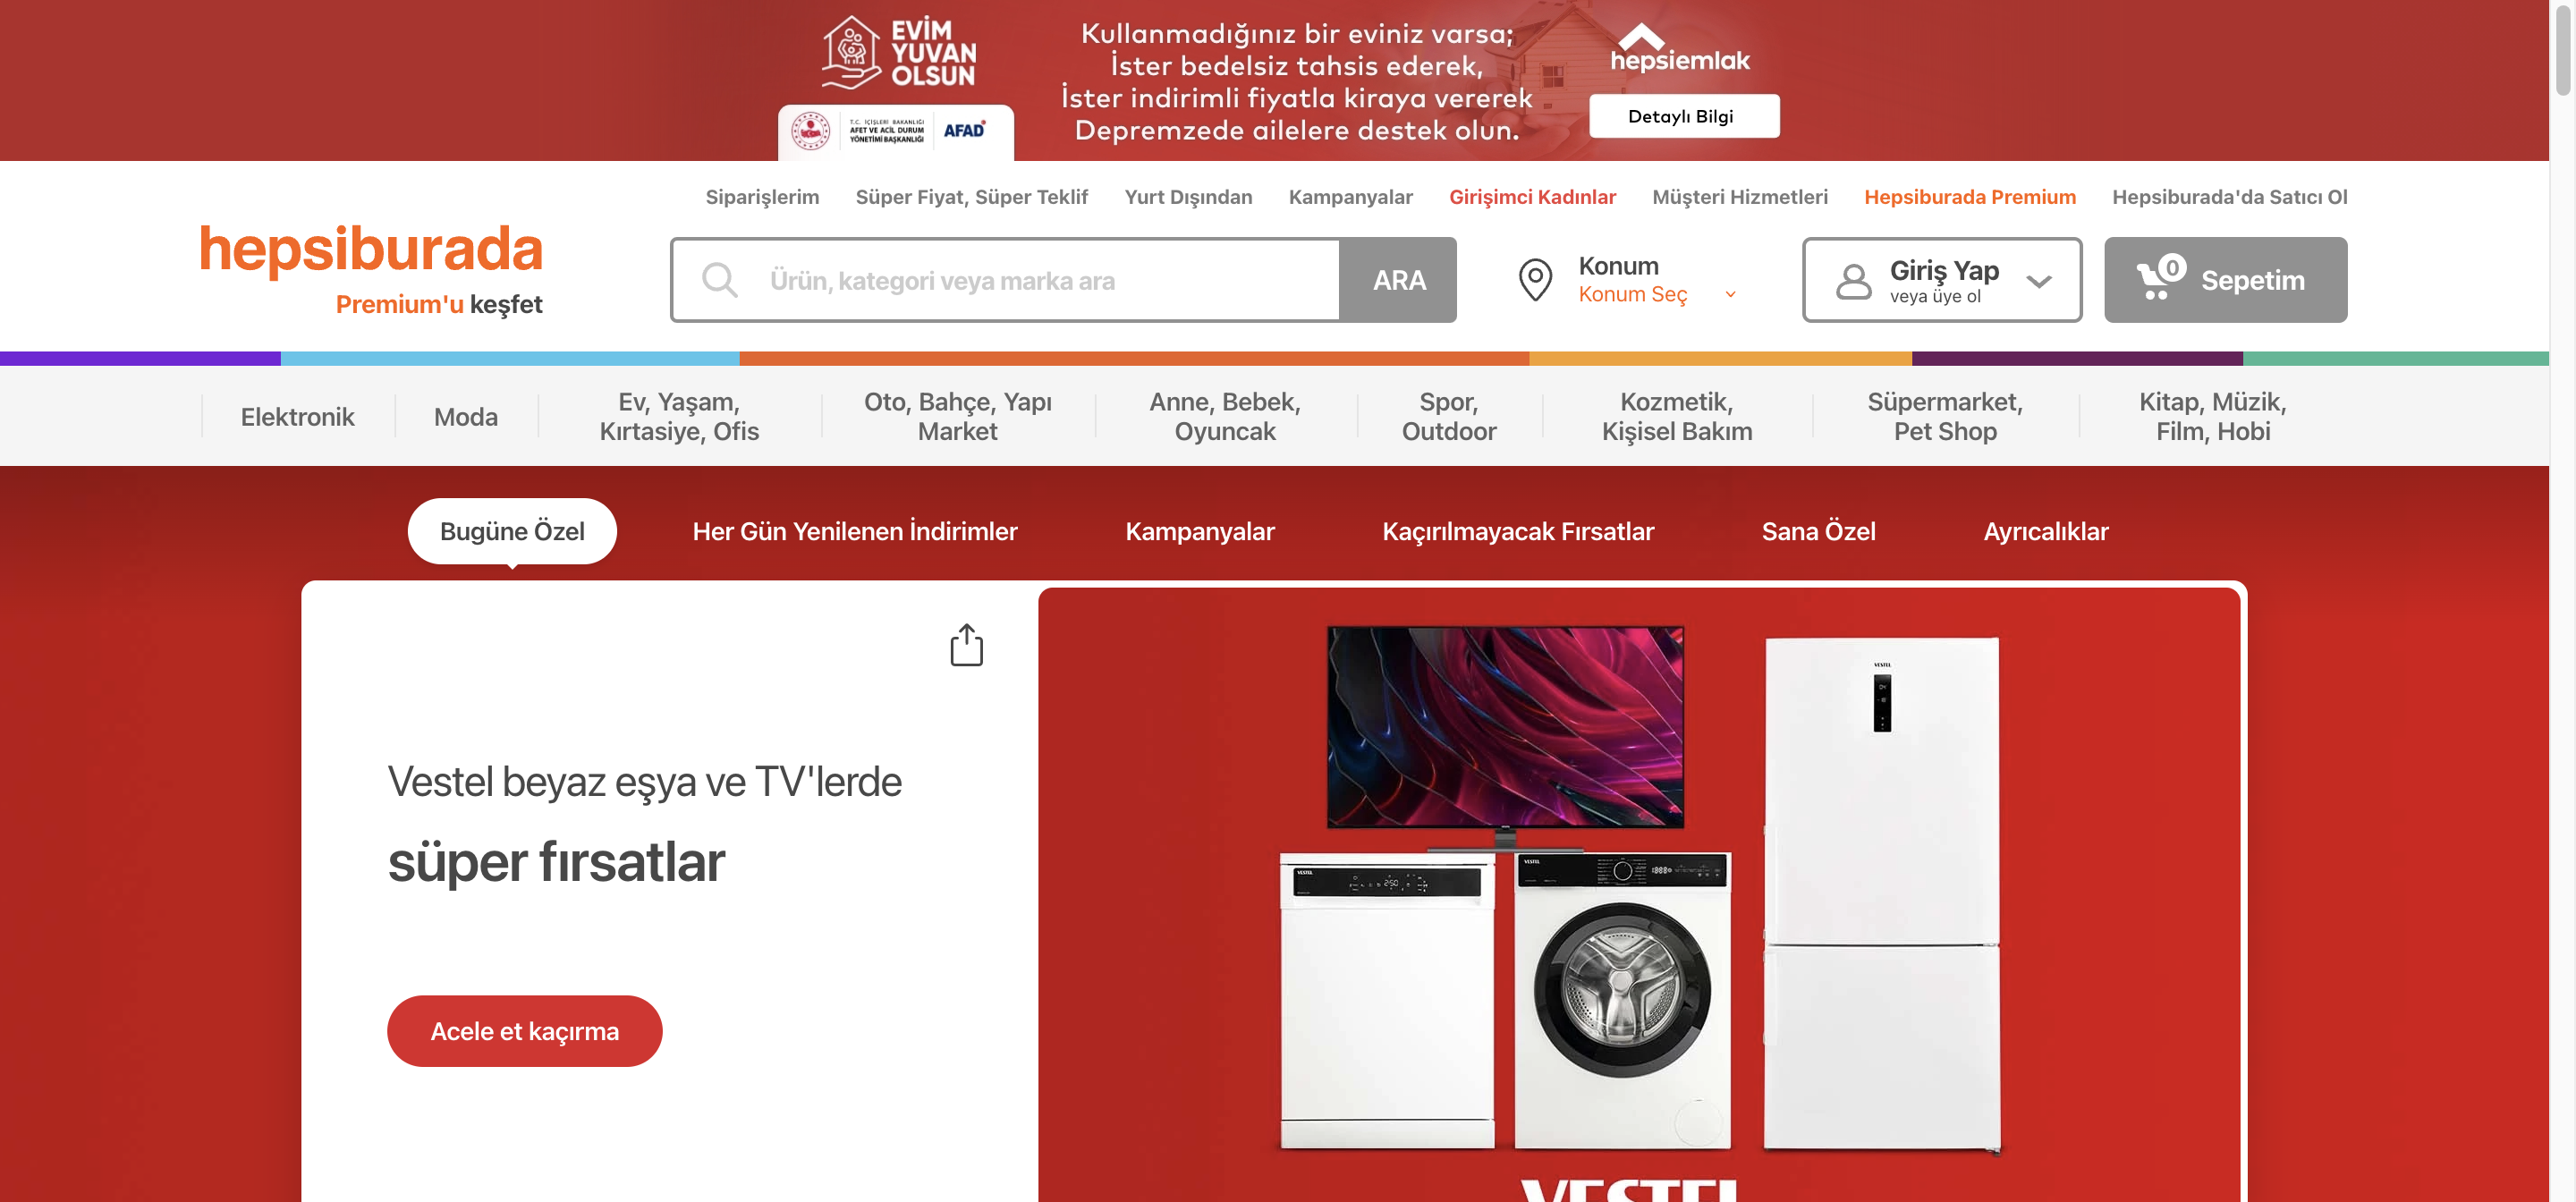 EVİM
YUVAN
OLSUN
T.C. İÇİŞLERİ BAKANLIĞI
AFET VE ACİL DURUM
YÖNETİMİ BAŞKANLIĞI
AFAD
Kullanmadığınız bir eviniz varsa;
İster bedelsiz tahsis ederek,
İster indirimli fiyatla kiraya vererek
Depremzede ailelere destek olun.
hepsiemlak
Detaylı Bilgi
Siparişlerim Süper Fiyat, Süper Teklif Yurt Dışından Kampanyalar Girişimci Kadınlar Müşteri Hizmetleri Hepsiburada Premium Hepsiburada'da Satıcı Ol
hepsiburada
Premium'u keşfet
Ürün, kategori veya marka ara
ARA
Konum
Konum Seç
Giriş Yap
veya üye ol
0
Sepetim
Elektronik
Moda
Ev, Yaşam,
Kırtasiye, Ofis
Oto, Bahçe, Yapı
Market
Anne, Bebek,
Oyuncak
Spor,
Outdoor
Kozmetik,
Kişisel Bakım
Süpermarket,
Pet Shop
Kitap, Müzik,
Film, Hobi
Bugüne Özel Her Gün Yenilenen İndirimler Kampanyalar Kaçırılmayacak Fırsatlar Sana Özel Ayrıcalıklar
Vestel beyaz eşya ve TV'lerde
süper fırsatlar
Acele et kaçırma
VESTEL
VESTEL
2:50
VESTEL
VESTEL